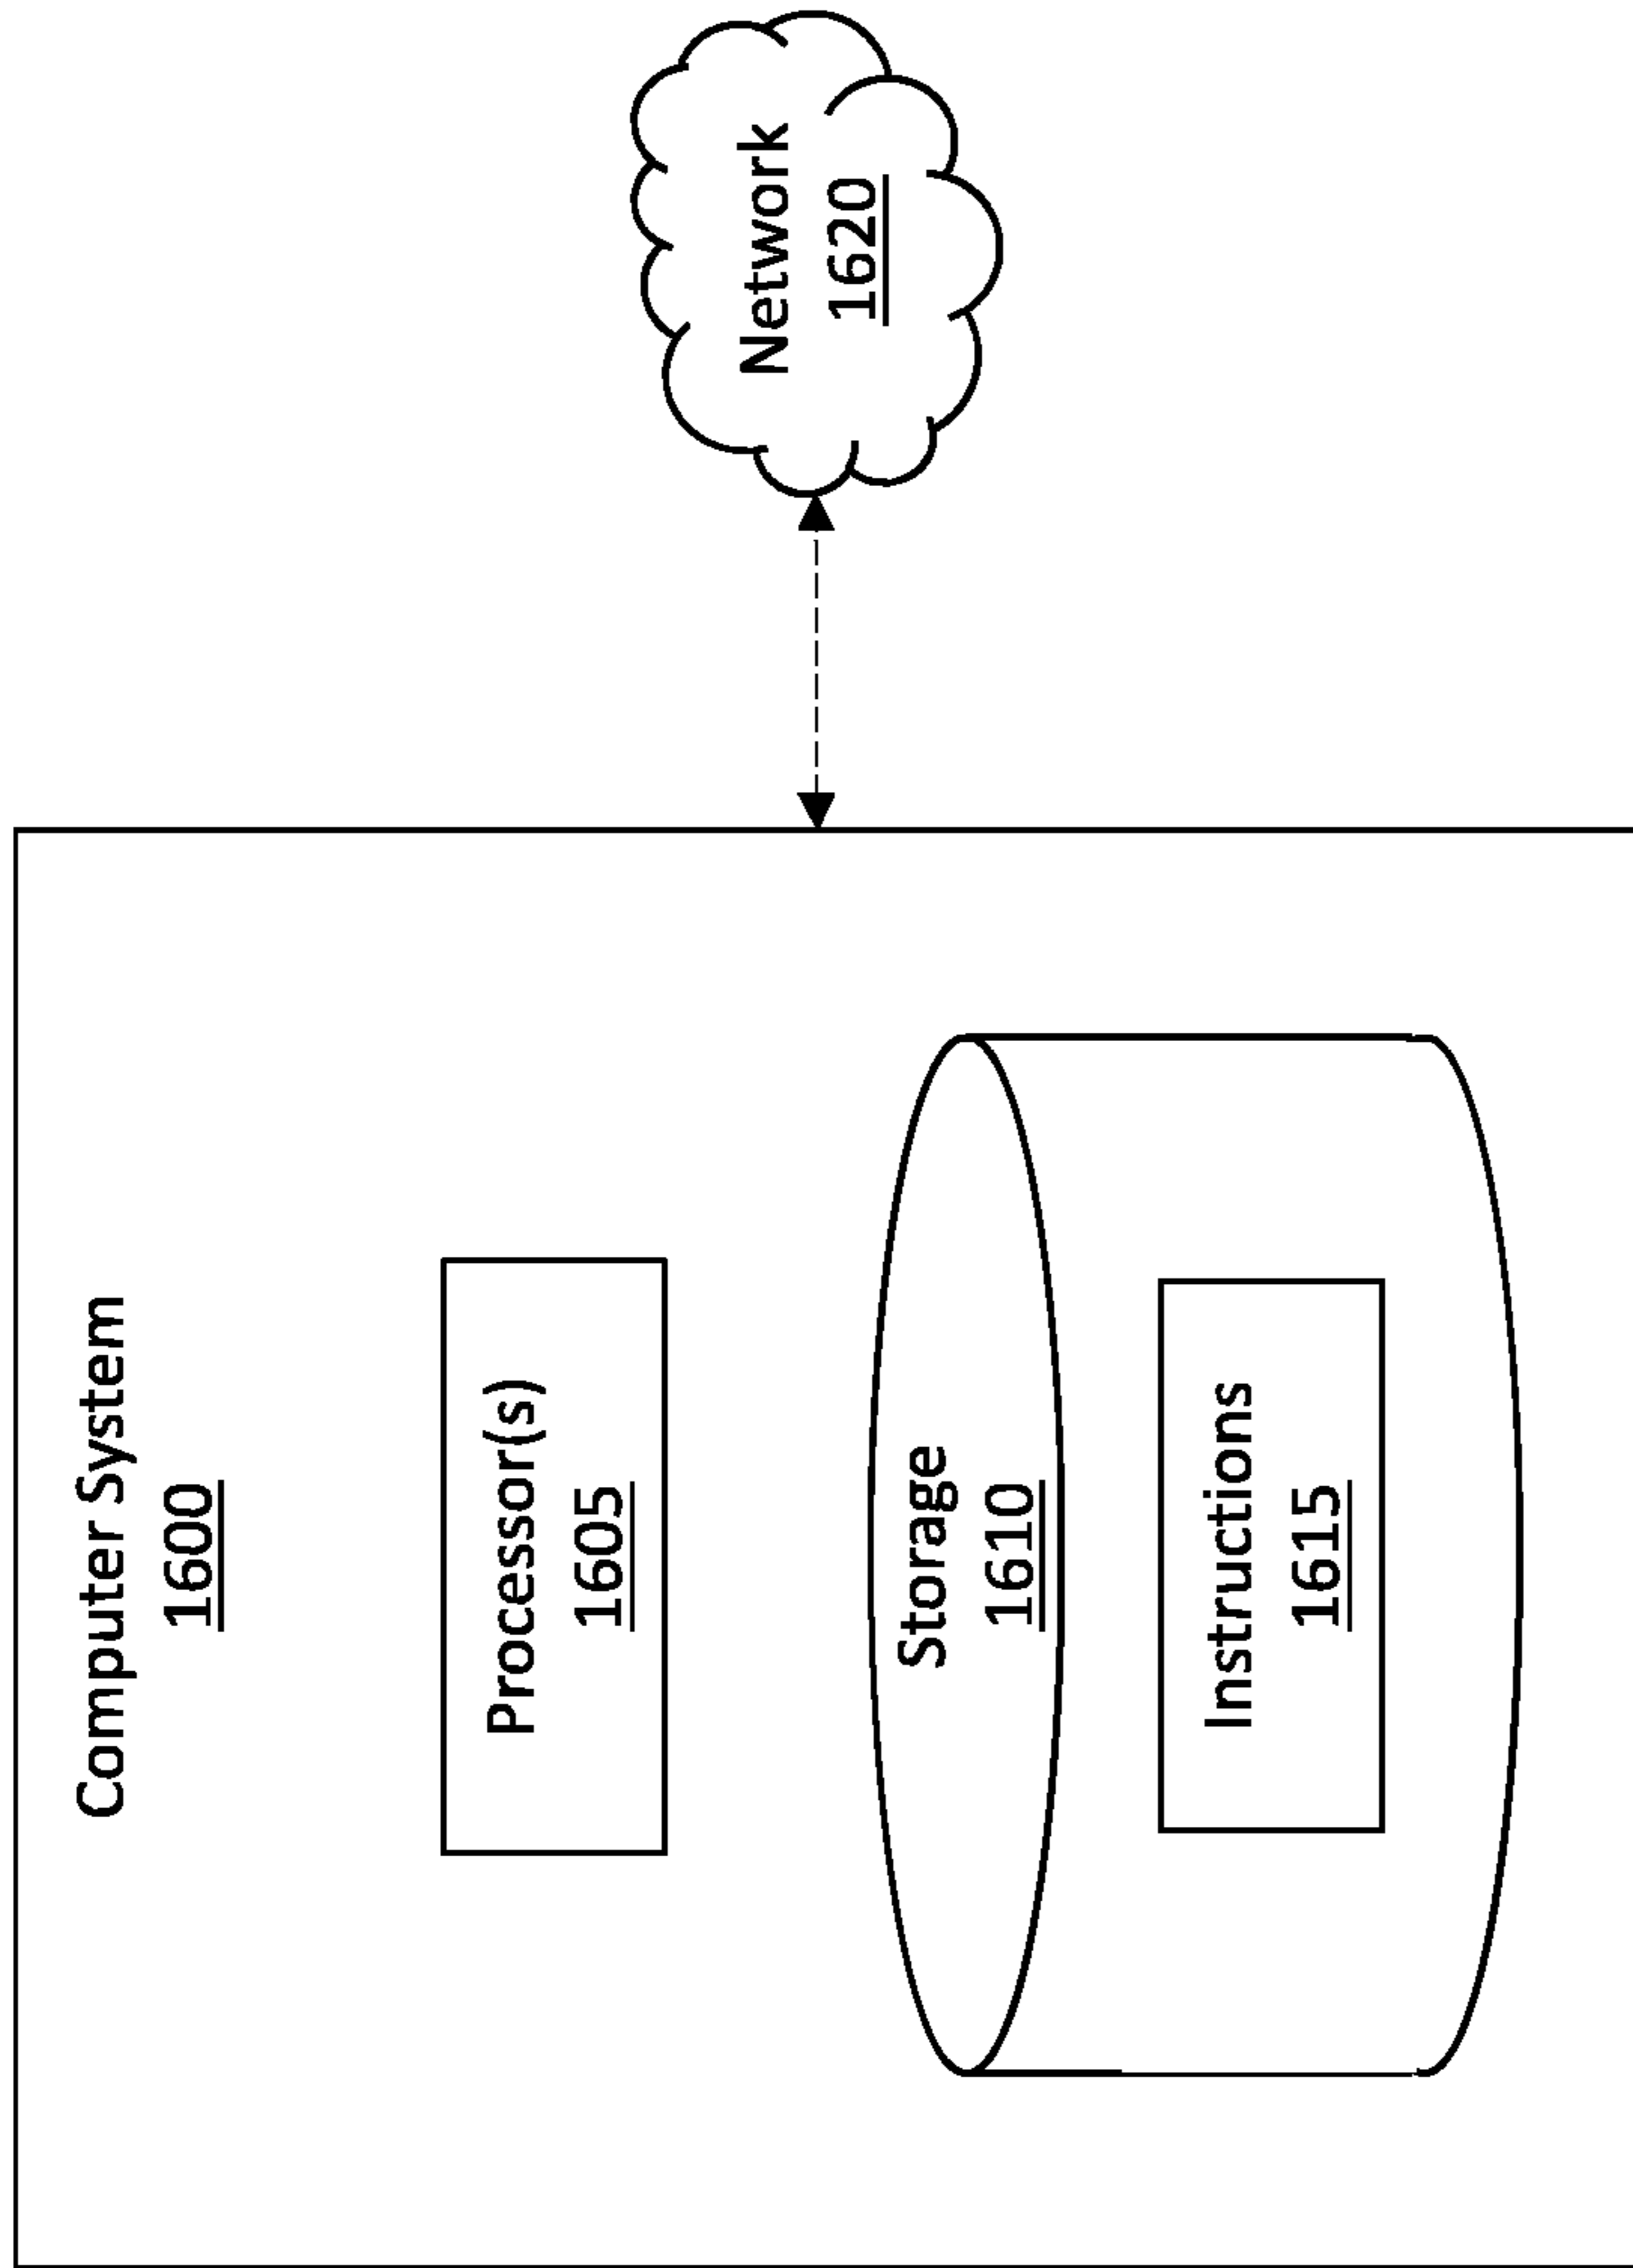 Computer System
1600
Processor(s)
1605
Storage
1610
Instructions
1615
Network
1620